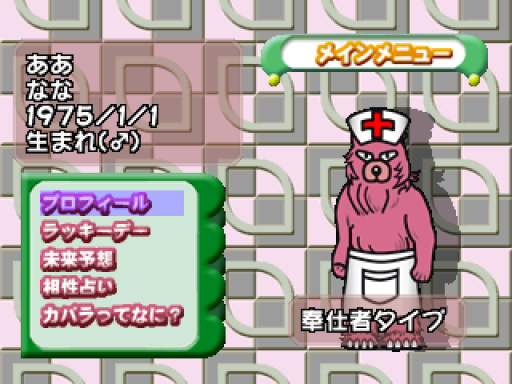 ああ
なな
1975/1/1
生まれ(♂)
メインメニュー
プロフィール
ラッキーデー
未来予想
相性占い
カバラってなに？
奉仕者タイプ